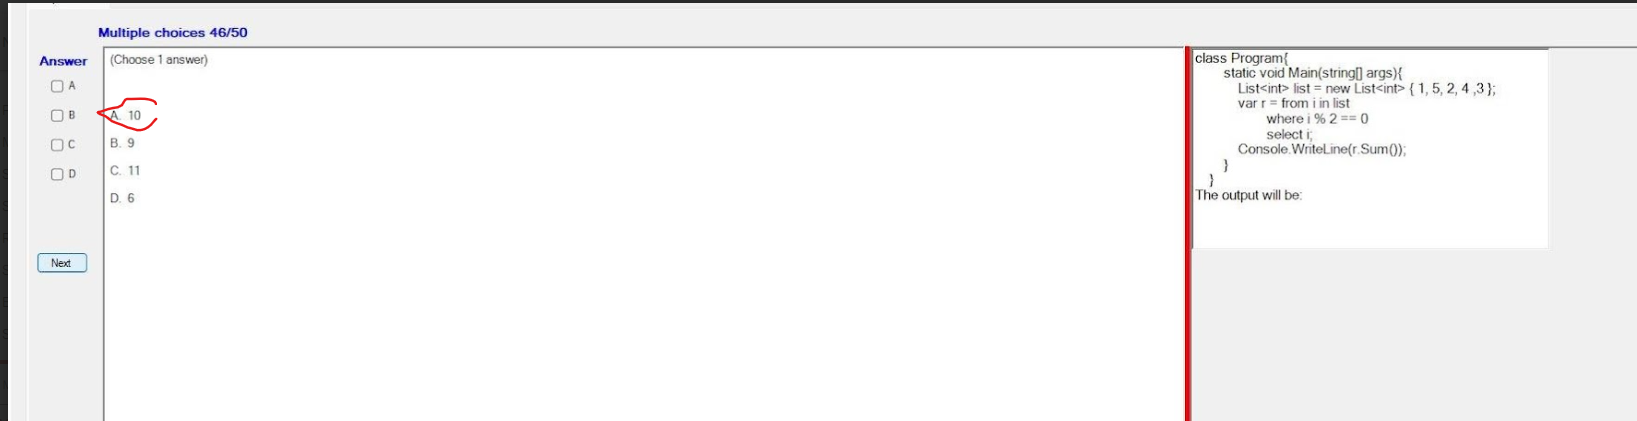 Multiple choices 46/50
Answer
A
B
C
D
Next
(Choose 1 answer)
A. 10
B. 9
C. 11
D. 6
class Program{
static void Main(string[] args){
List<int> list = new List<int> { 1, 5, 2, 4 ,3 };
var r = from i in list
where i % 2 == 0
select i;
Console.WriteLine(r.Sum());
}
}
The output will be: